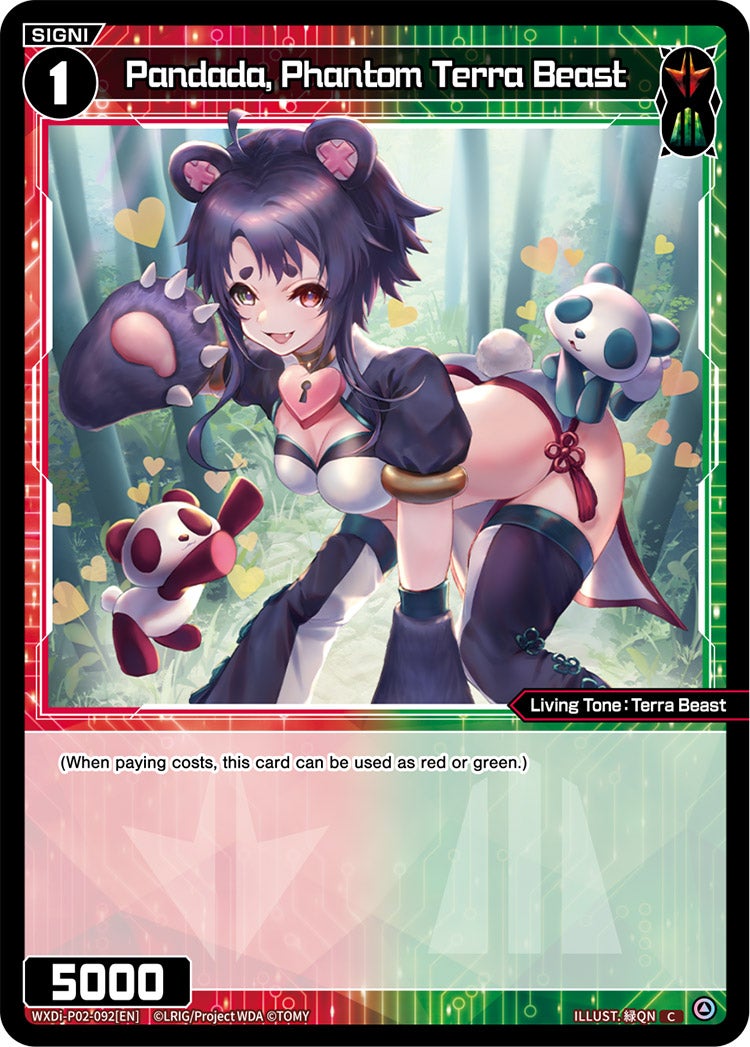 SIGNI
1
Pandada, Phantom Terra Beast
Living Tone：Terra Beast
(When paying costs, this card can be used as red or green.)
5000
WXDi-P02-092[EN] ©LRIG/Project WDA ©TOMY
ILLUST. 緑QN C